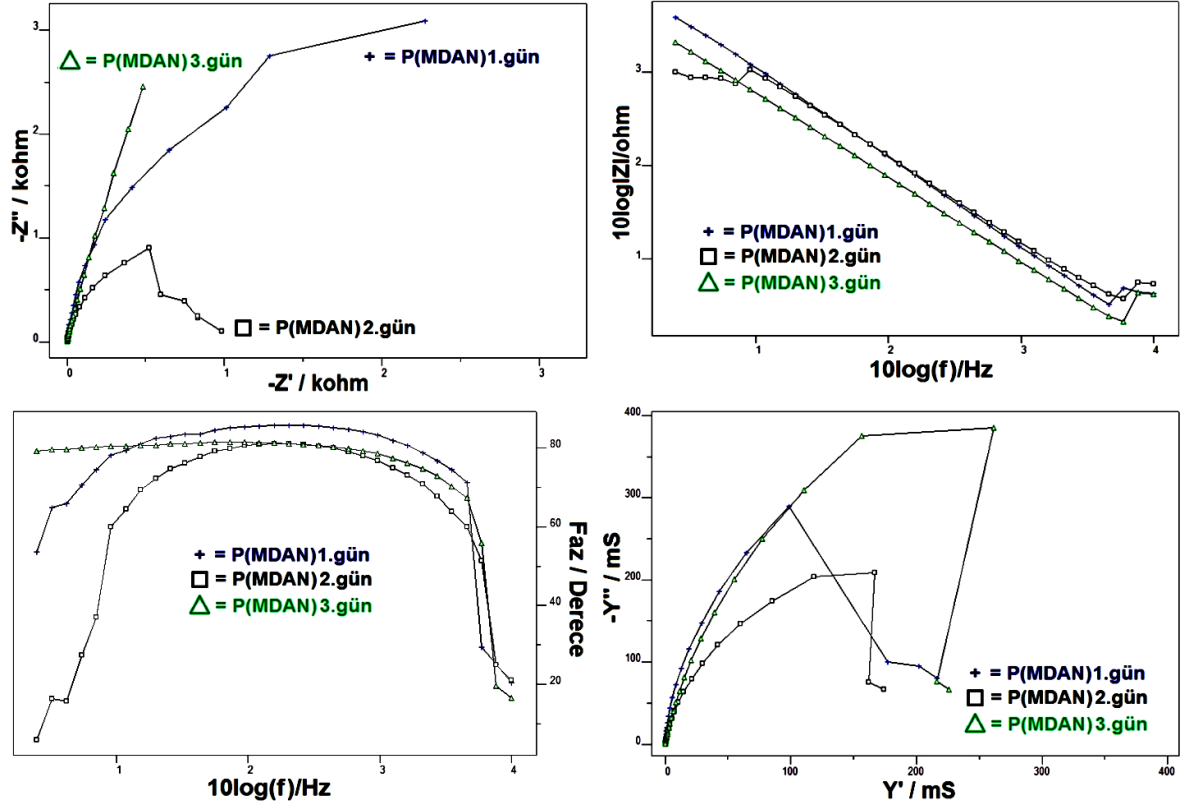 3
2
1
0
-Z'' / kohm
△ = P(MDAN) 3.gün
+ = P(MDAN)1.gün
□ = P(MDAN) 2.gün
0
1
2
3
-Z' / kohm
3
2
1
10log|Z|/ohm
+ = P(MDAN)1.gün
□ = P(MDAN)2.gün
△ = P(MDAN)3.gün
1
2
3
4
10log(f)/Hz
80
60
40
20
Faz / Derece
+ = P(MDAN)1.gün
□ = P(MDAN)2.gün
△ = P(MDAN)3.gün
1
2
3
4
10log(f)/Hz
-400
-300
200
100
0
-Y'' / mS
+ = P(MDAN)1.gün
□ = P(MDAN)2.gün
△ = P(MDAN)3.gün
0
100
200
300
400
Y' / mS